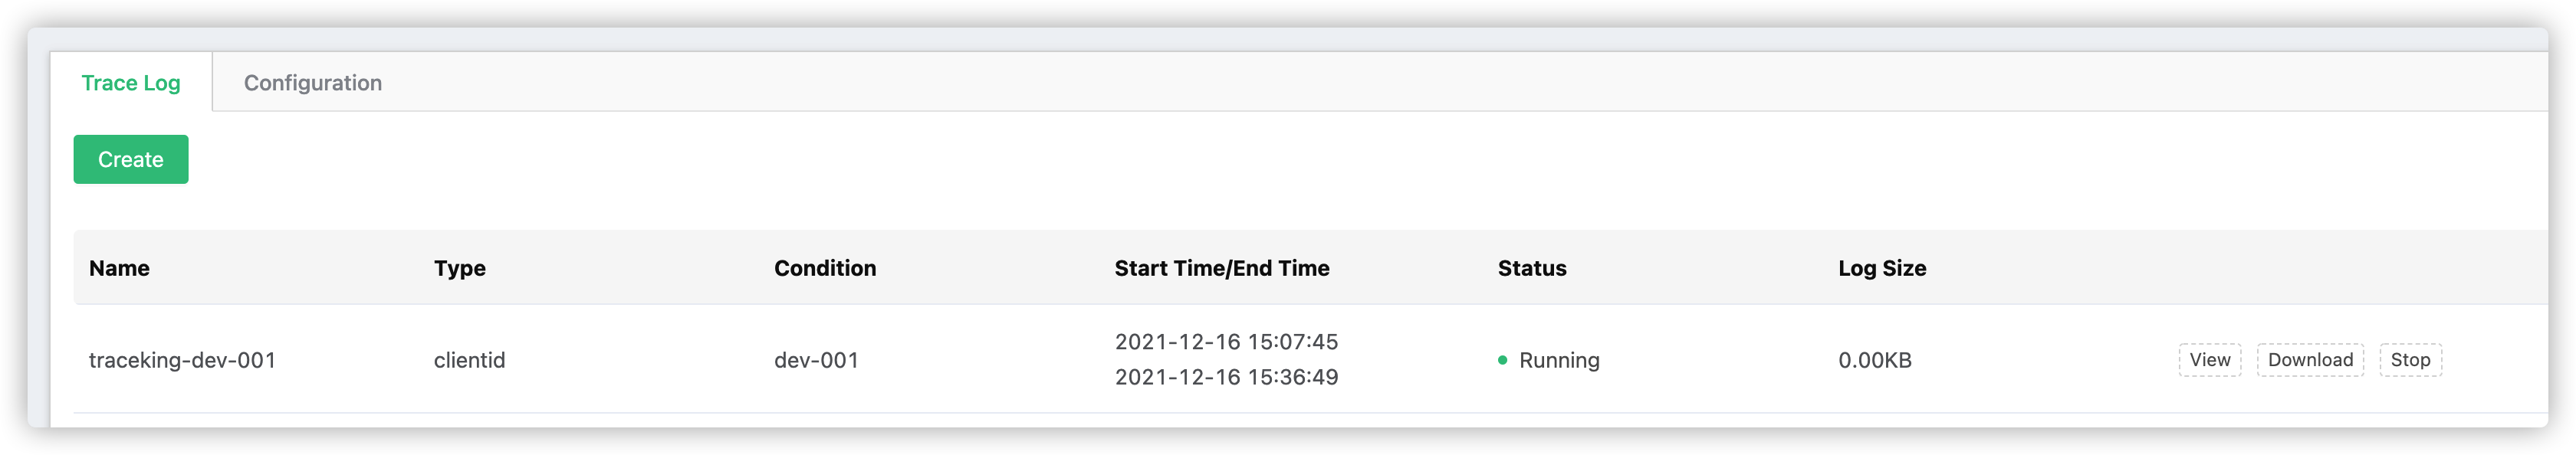 Trace Log Configuration
Create
Name Type Condition Start Time/End Time Status Log Size
traceking-dev-001 clientid dev-001 2021-12-16 15:07:45 Running 0.00KB View Download Stop
2021-12-16 15:36:49